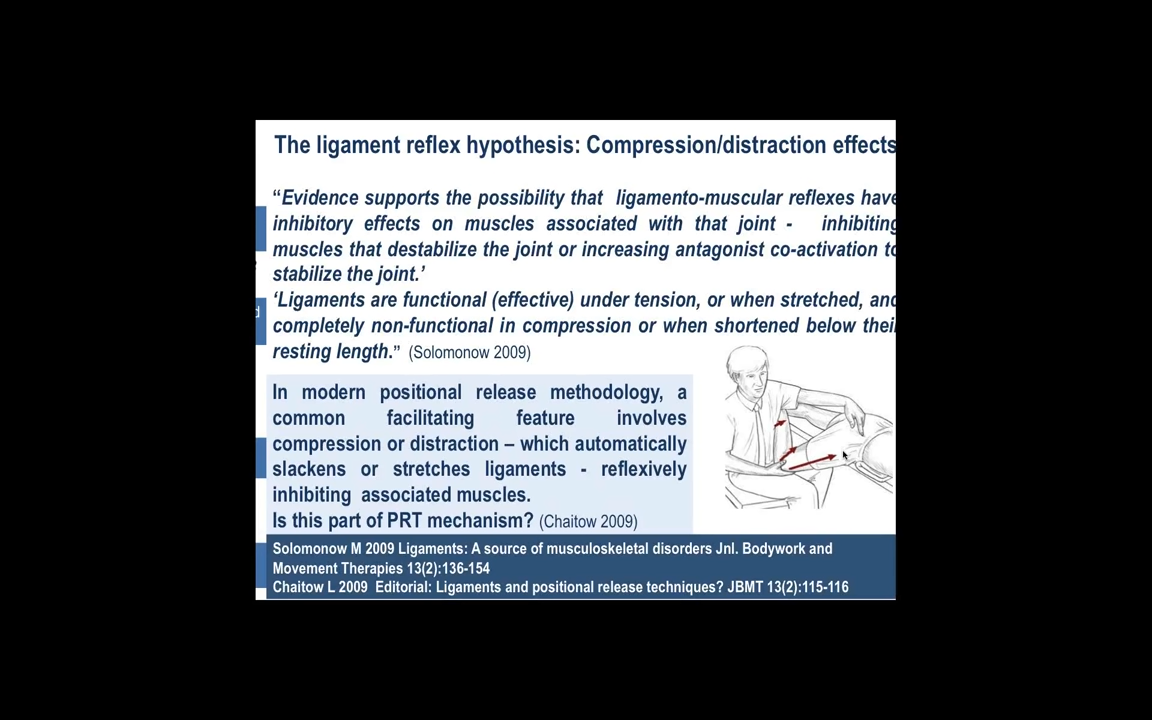 The ligament reflex hypothesis: Compression/distraction effects
“Evidence supports the possibility that ligamento-muscular reflexes have
inhibitory effects on muscles associated with that joint - inhibiting
muscles that destabilize the joint or increasing antagonist co-activation to
stabilize the joint.’
‘Ligaments are functional (effective) under tension, or when stretched, and
completely non-functional in compression or when shortened below their
resting length.” (Solomonow 2009)
In modern positional release methodology, a
common facilitating feature involves
compression or distraction – which automatically
slackens or stretches ligaments - reflexively
inhibiting associated muscles.
Is this part of PRT mechanism? (Chaitow 2009)
Solomonow M 2009 Ligaments: A source of musculoskeletal disorders Jnl. Bodywork and
Movement Therapies 13(2):136-154
Chaitow L 2009 Editorial: Ligaments and positional release techniques? JBMT 13(2):115-116